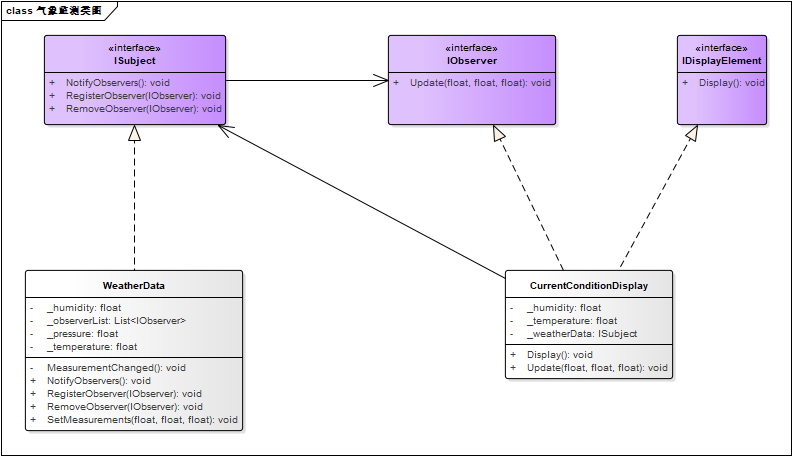 class 气象监测类图
«interface»
ISubject
+ NotifyObservers(): void
+ RegisterObserver(IObserver): void
+ RemoveObserver(IObserver): void
«interface»
IObserver
+ Update(float, float, float): void
«interface»
IDisplayElement
+ Display(): void
WeatherData
- _humidity: float
- _observerList: List<IObserver>
- _pressure: float
- _temperature: float
- MeasurementChanged(): void
+ NotifyObservers(): void
+ RegisterObserver(IObserver): void
+ RemoveObserver(IObserver): void
+ SetMeasurements(float, float, float): void
CurrentConditionDisplay
- _humidity: float
- _temperature: float
- _weatherData: ISubject
+ Display(): void
+ Update(float, float, float): void